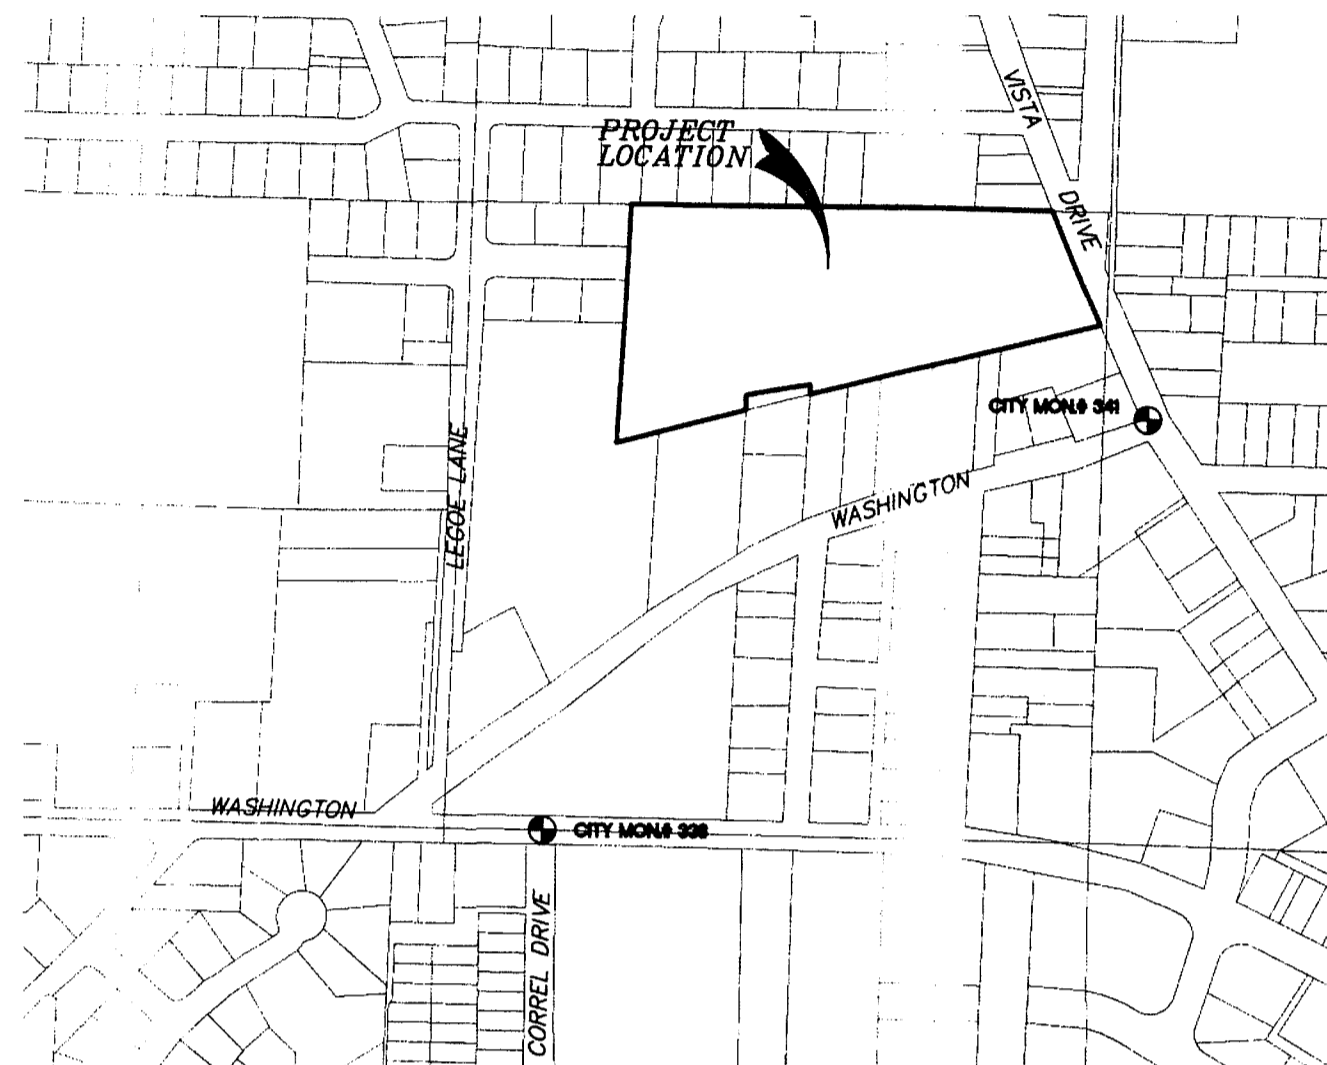 VISTA
DRIVE
PROJECT
LOCATION
CITY MON.# 341
LEGOE LANE
WASHINGTON
WASHINGTON
CITY MON.# 338
CORREL DRIVE